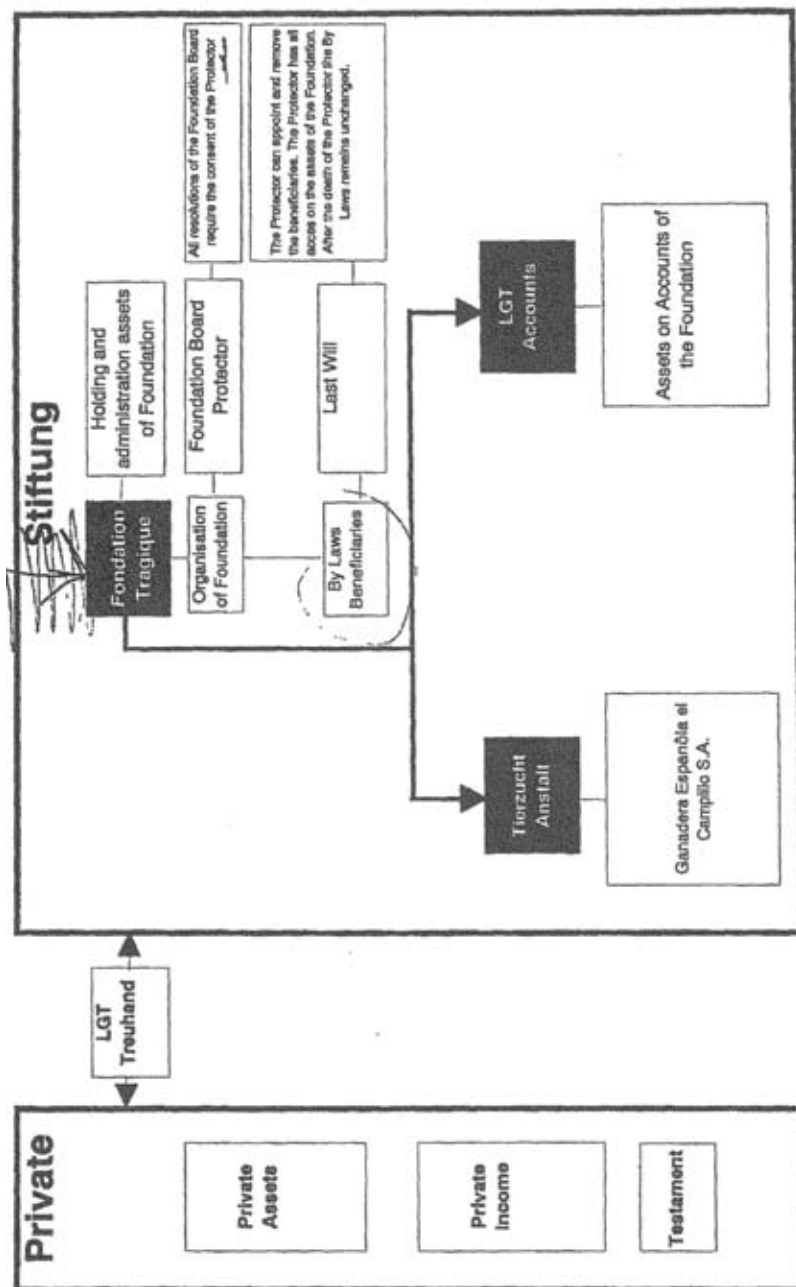 Private
Private
Assets
Private
Income
Testament
LGT
Treuhand
Stiftung
Fondation
Tragique
Holding and
administration assets
of Foundation
Organisation
of Foundation
Foundation Board
Protector
All resolutions of the Foundation Board
require the consent of the Protector
By Laws
Beneficiaries
Last Will
The Protector can appoint and remove
the beneficiaries. The Protector has all
acces on the assets of the Foundation.
After the death of the Protector the By
Laws remains unchanged.
Tierzucht
Anstalt
Ganadera Espanôla el
Campillo S.A.
LGT
Accounts
Assets on Accounts of
the Foundation